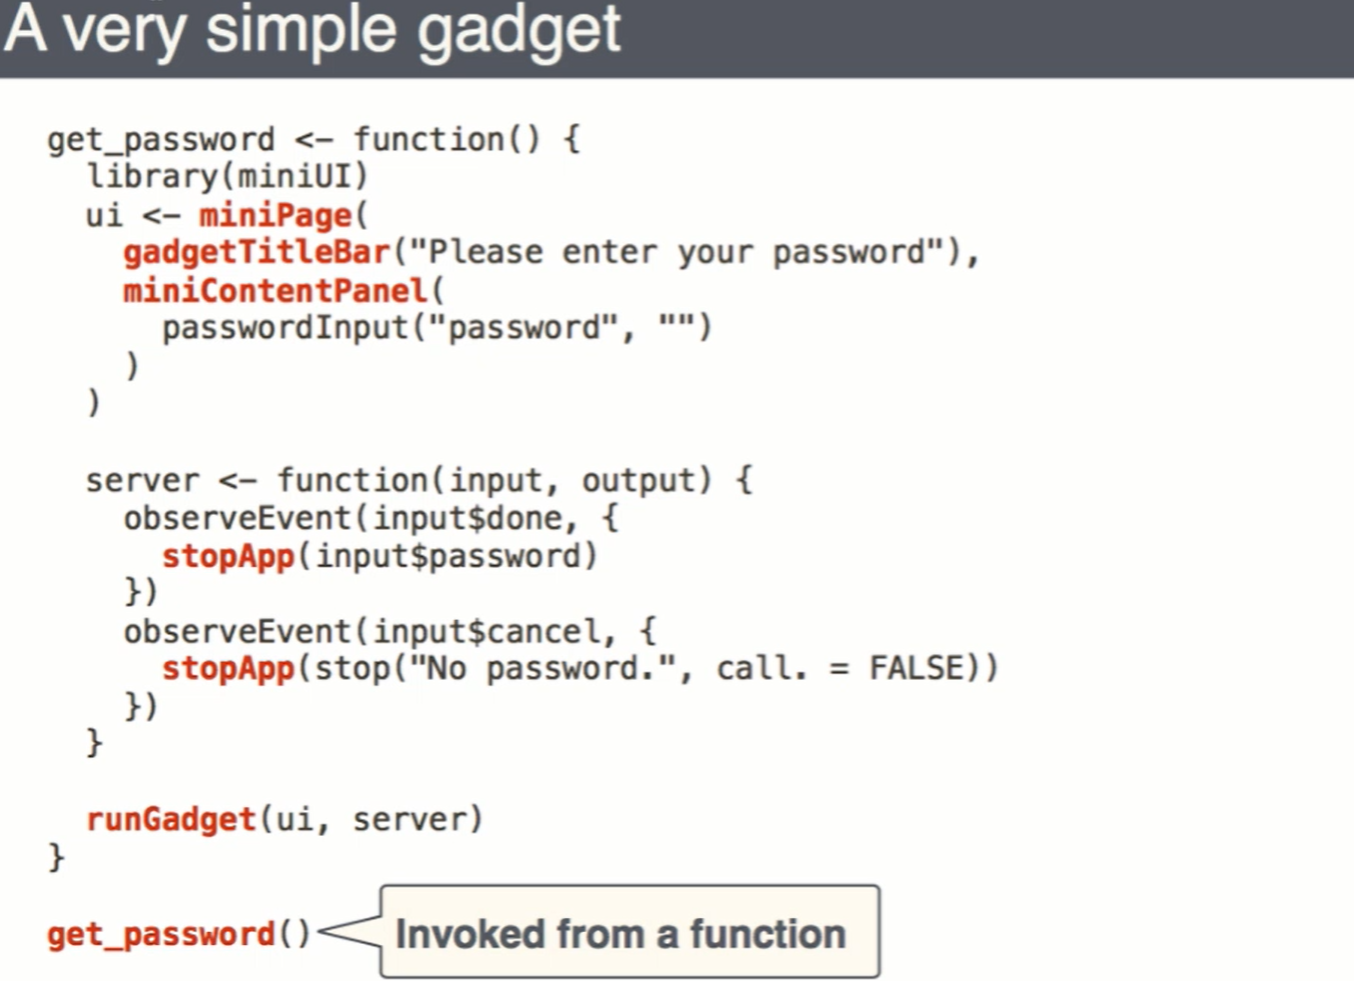 A very simple gadget
get_password <- function() {
  library(miniUI)
  ui <- miniPage(
    gadgetTitleBar("Please enter your password"),
    miniContentPanel(
      passwordInput("password", "")
    )
  )

  server <- function(input, output) {
    observeEvent(input$done, {
      stopApp(input$password)
    })
    observeEvent(input$cancel, {
      stopApp(stop("No password.", call. = FALSE))
    })
  }

  runGadget(ui, server)
}

get_password() Invoked from a function